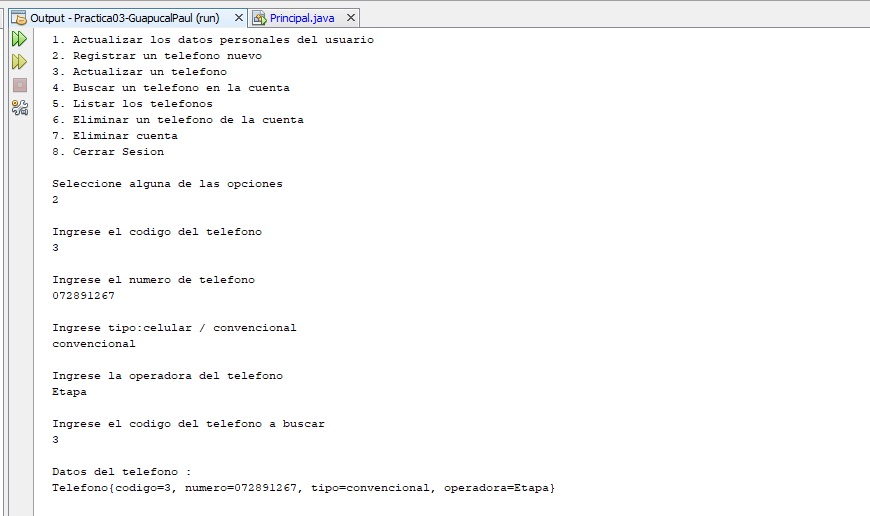 Output - Practica03-GuapucalPaul (run) Principal.java
1. Actualizar los datos personales del usuario
2. Registrar un telefono nuevo
3. Actualizar un telefono
4. Buscar un telefono en la cuenta
5. Listar los telefonos
6. Eliminar un telefono de la cuenta
7. Eliminar cuenta
8. Cerrar Sesion
Seleccione alguna de las opciones
2
Ingrese el codigo del telefono
3
Ingrese el numero de telefono
072891267
Ingrese tipo:celular / convencional
convencional
Ingrese la operadora del telefono
Etapa
Ingrese el codigo del telefono a buscar
3
Datos del telefono :
Telefono{codigo=3, numero=072891267, tipo=convencional, operadora=Etapa}